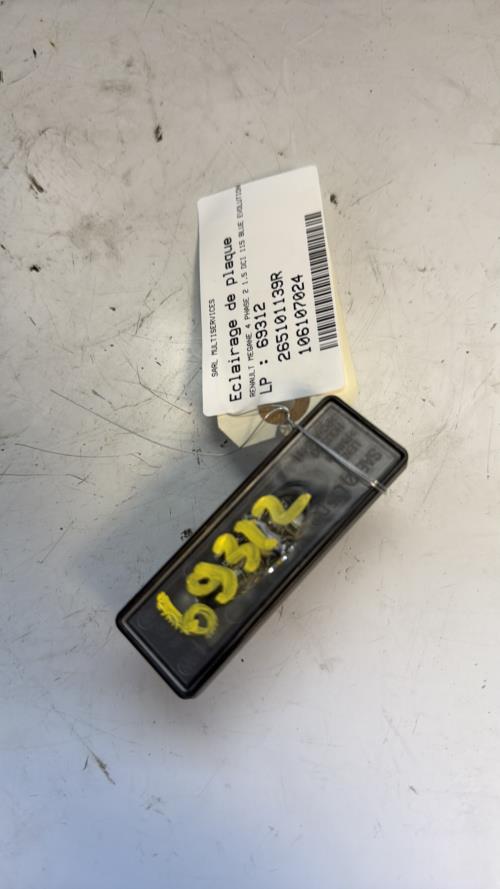 SARL MULTISERVICES
Eclairage de plaque
RENAULT MEGANE 4 PHASE 2 1.5 DCI 115 BLUE EVOLUTION
LP : 69312
265101139R
106107024
69312